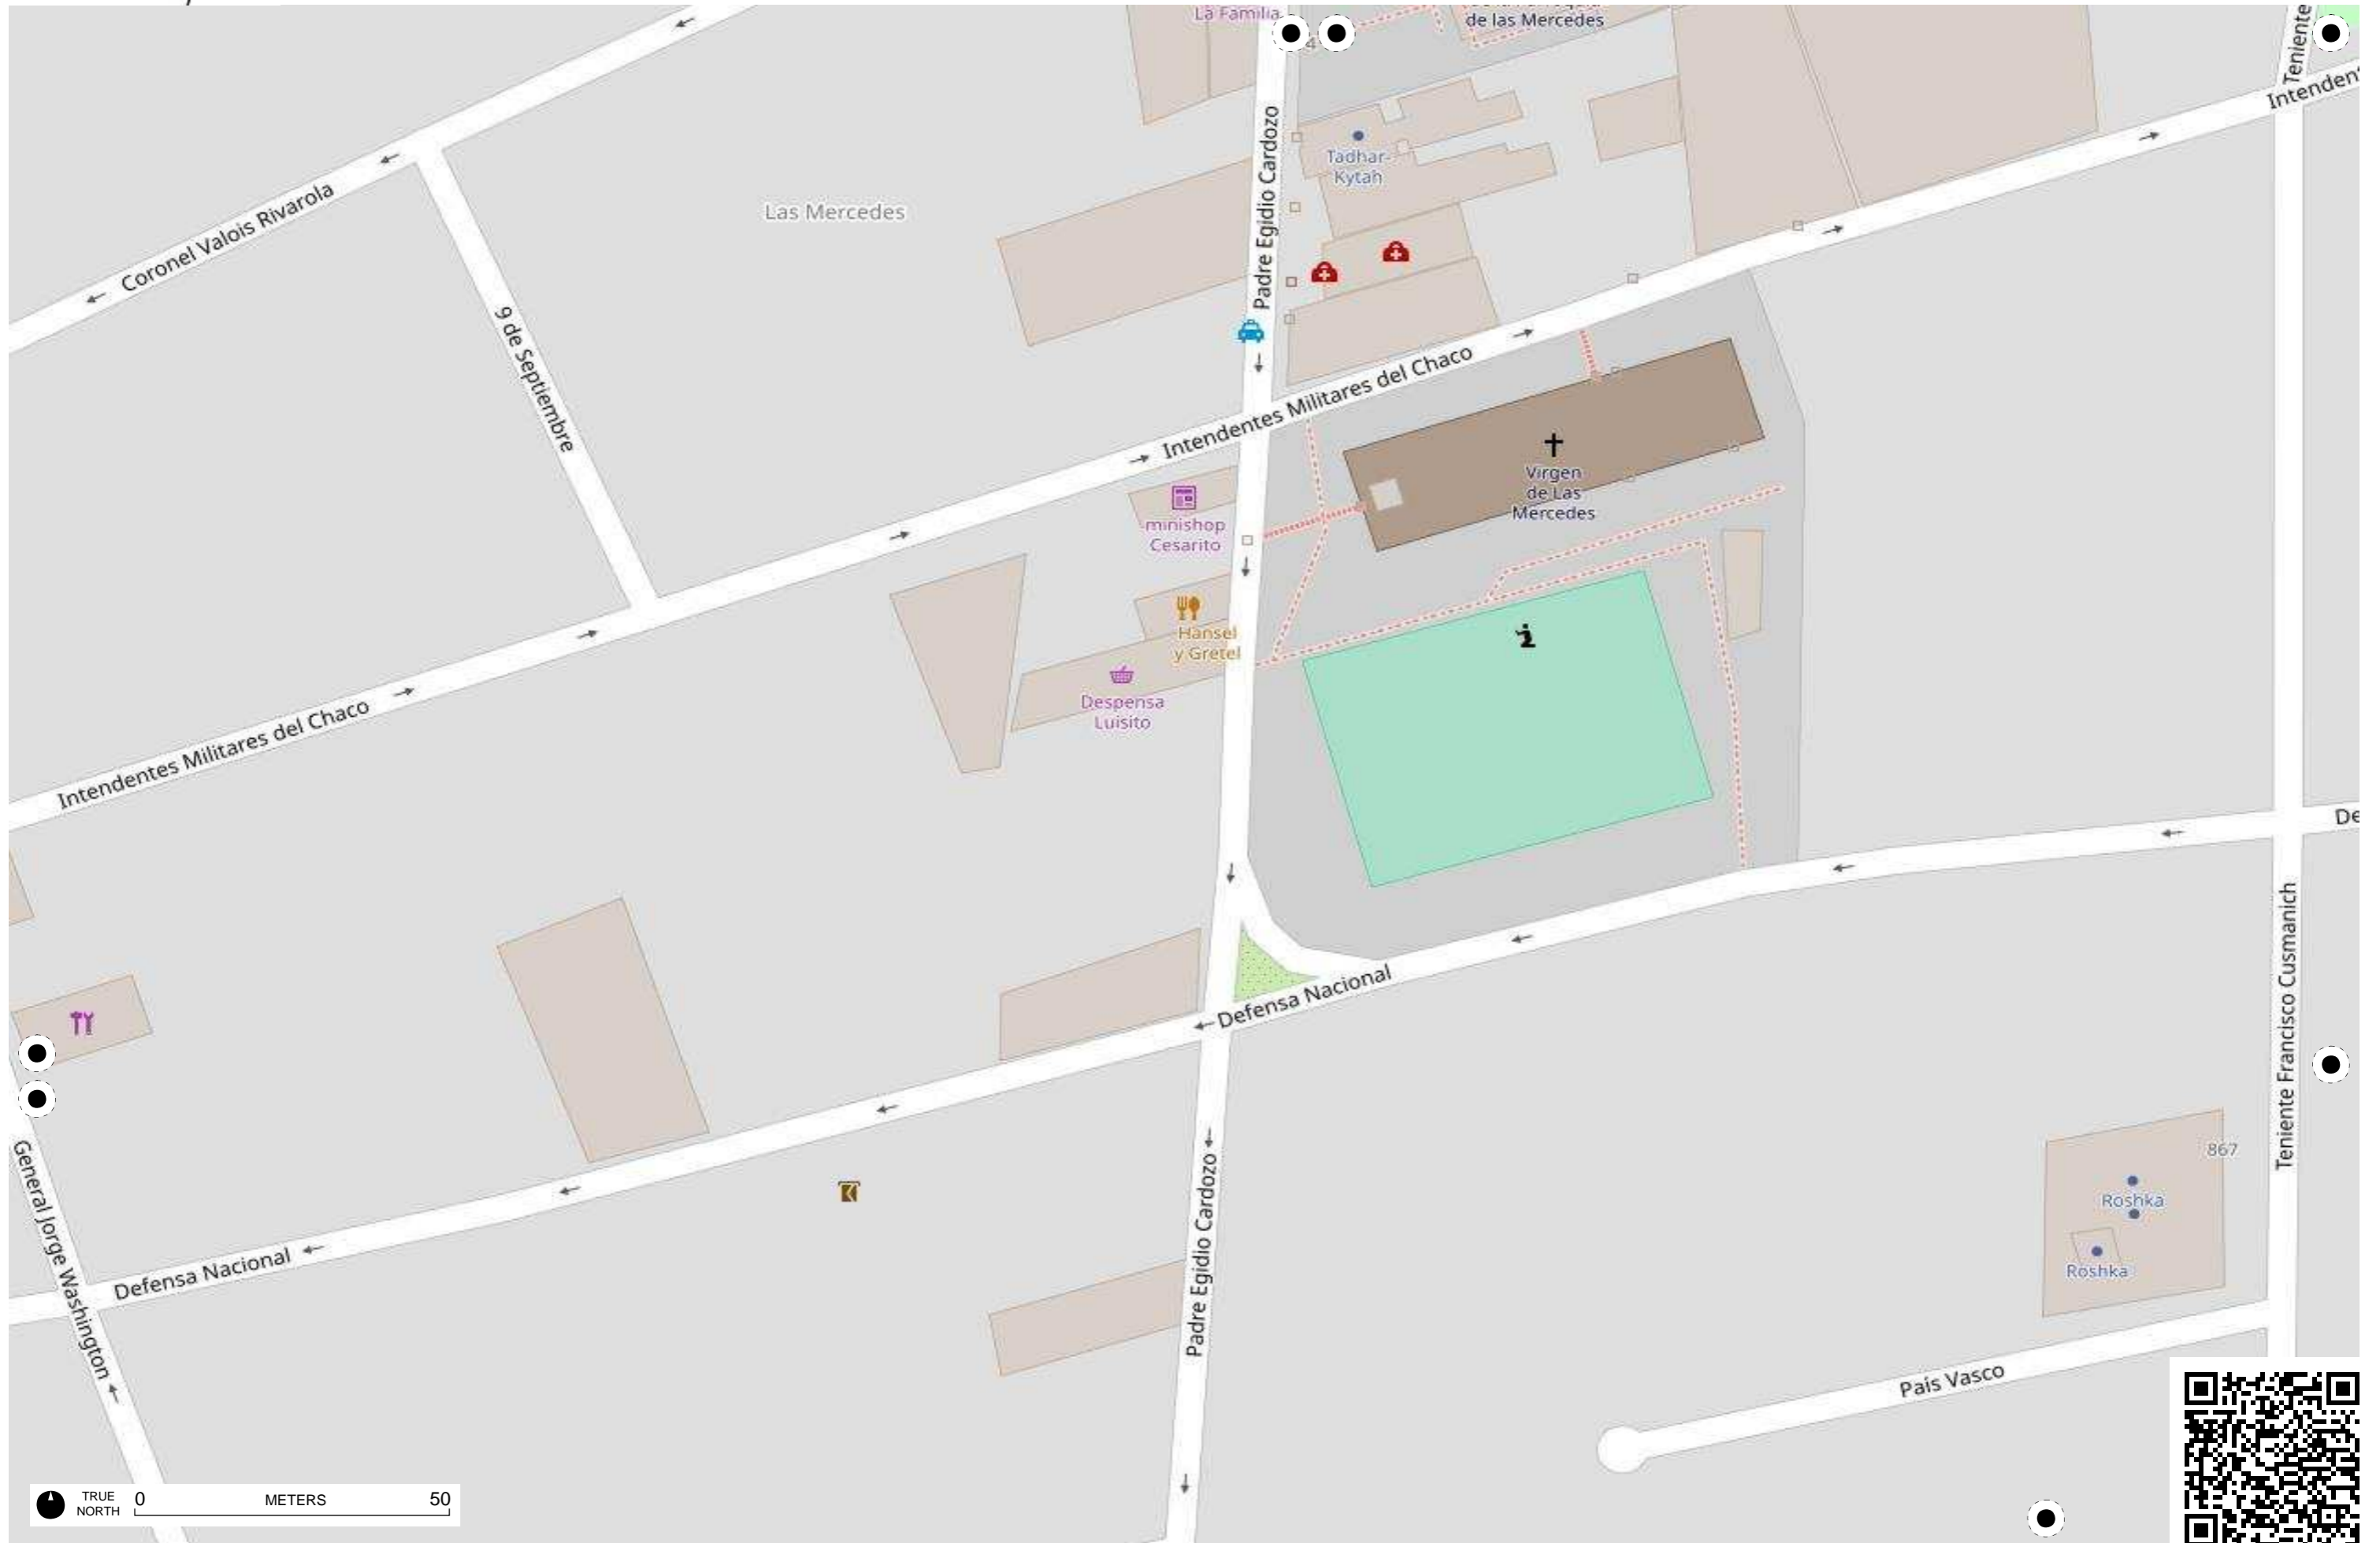 La Familia
de las Mercedes
Teniente
Tadhar-
Kytah
Padre Egidio Cardozo
Las Mercedes
Coronel Valois Rivarola
9 de Septiembre
Intendentes Militares del Chaco
Virgen
de Las
Mercedes
minishop
Cesarito
Hansel
y Gretel
Despensa
Luisito
Intendentes Militares del Chaco
De
Defensa Nacional
Teniente Francisco Cusmanich
867
Roshka
Roshka
General Jorge Washington
Defensa Nacional
Padre Egidio Cardozo
País Vasco
TRUE
NORTH
0 METERS 50